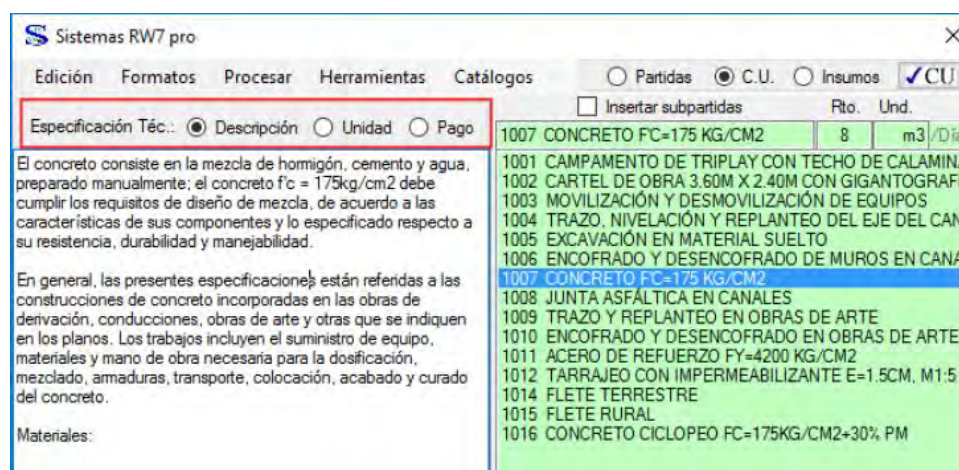 Sistemas RW7 pro
Edición Formatos Procesar Herramientas Catálogos
Partidas C.U. Insumos ✓CU
Insertar subpartidas Rto. Und.
Especificación Téc.: Descripción Unidad Pago
1007 CONCRETO F'C=175 KG/CM2 8 m3 /Día
El concreto consiste en la mezcla de hormigón, cemento y agua,
preparado manualmente; el concreto f'c = 175kg/cm2 debe
cumplir los requisitos de diseño de mezcla, de acuerdo a las
características de sus componentes y lo especificado respecto a
su resistencia, durabilidad y manejabilidad.
En general, las presentes especificaciones están referidas a las
construcciones de concreto incorporadas en las obras de
derivación, conducciones, obras de arte y otras que se indiquen
en los planos. Los trabajos incluyen el suministro de equipo,
materiales y mano de obra necesaria para la dosificación,
mezclado, armaduras, transporte, colocación, acabado y curado
del concreto.
Materiales:
1001 CAMPAMENTO DE TRIPLAY CON TECHO DE CALAMINA
1002 CARTEL DE OBRA 3.60M X 2.40M CON GIGANTOGRAF
1003 MOVILIZACIÓN Y DESMOVILIZACIÓN DE EQUIPOS
1004 TRAZO, NIVELACIÓN Y REPLANTEO DEL EJE DEL CAN
1005 EXCAVACIÓN EN MATERIAL SUELTO
1006 ENCOFRADO Y DESENCOFRADO DE MUROS EN CANA
1007 CONCRETO F'C=175 KG/CM2
1008 JUNTA ASFÁLTICA EN CANALES
1009 TRAZO Y REPLANTEO EN OBRAS DE ARTE
1010 ENCOFRADO Y DESENCOFRADO EN OBRAS DE ARTE
1011 ACERO DE REFUERZO FY=4200 KG/CM2
1012 TARRAJEO CON IMPERMEABILIZANTE E=1.5CM, M1:5
1014 FLETE TERRESTRE
1015 FLETE RURAL
1016 CONCRETO CICLOPEO FC=175KG/CM2+30% PM